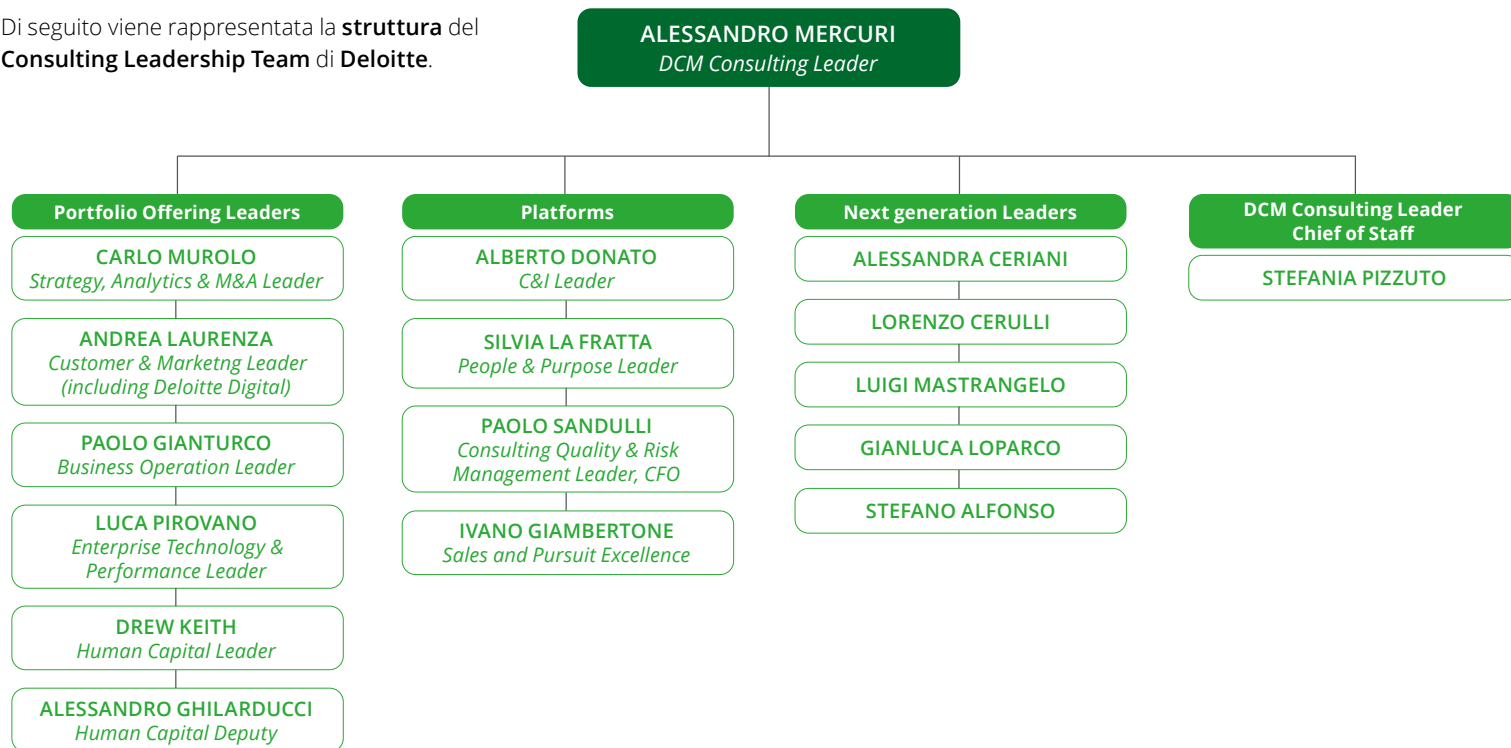 Di seguito viene rappresentata la struttura del
Consulting Leadership Team di Deloitte.
ALESSANDRO MERCURI
DCM Consulting Leader
Portfolio Offering Leaders
CARLO MUROLO
Strategy, Analytics & M&A Leader
ANDREA LAURENZA
Customer & Marketng Leader
(including Deloitte Digital)
PAOLO GIANTURCO
Business Operation Leader
LUCA PIROVANO
Enterprise Technology &
Performance Leader
DREW KEITH
Human Capital Leader
ALESSANDRO GHILARDUCCI
Human Capital Deputy
Platforms
ALBERTO DONATO
C&I Leader
SILVIA LA FRATTA
People & Purpose Leader
PAOLO SANDULLI
Consulting Quality & Risk
Management Leader, CFO
IVANO GIAMBERTONE
Sales and Pursuit Excellence
Next generation Leaders
ALESSANDRA CERIANI
LORENZO CERULLI
LUIGI MASTRANGELO
GIANLUCA LOPARCO
STEFANO ALFONSO
DCM Consulting Leader
Chief of Staff
STEFANIA PIZZUTO